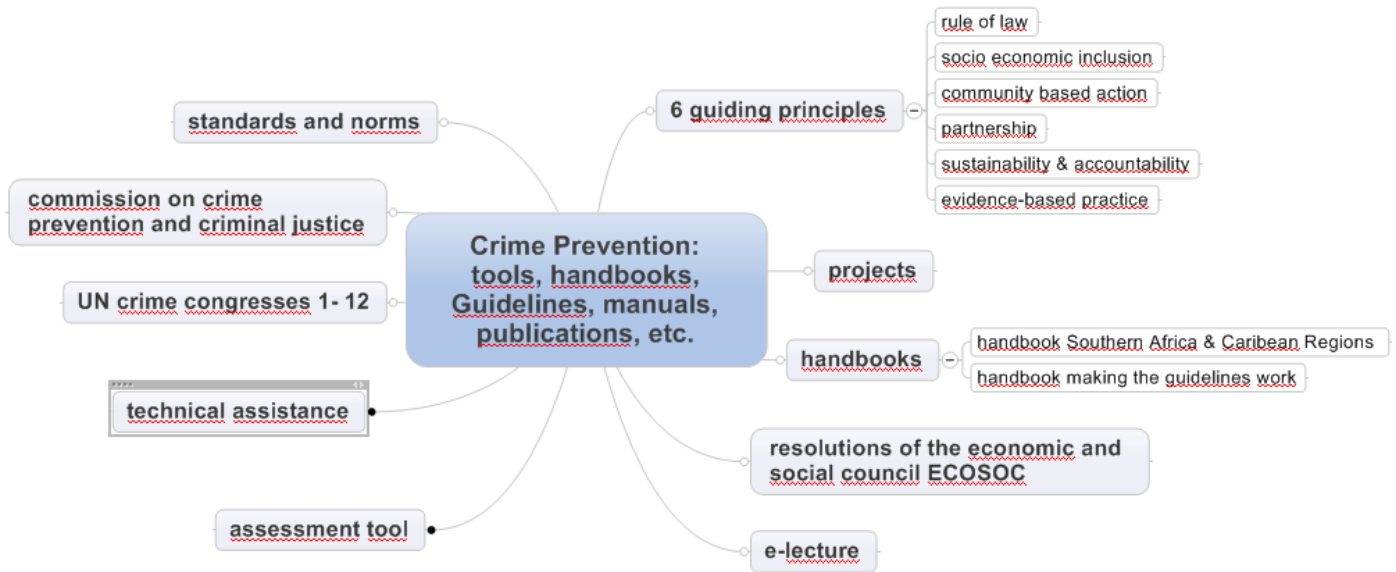 rule of law
socio economic inclusion
6 guiding principles
community based action
standards and norms
partnership
sustainability & accountability
evidence-based practice
commission on crime
prevention and criminal justice
Crime Prevention:
tools, handbooks,
Guidelines, manuals,
publications, etc.
projects
UN crime congresses 1- 12
handbooks
handbook Southern Africa & Caribean Regions
handbook making the guidelines work
technical assistance
resolutions of the economic and
social council ECOSOC
assessment tool
e-lecture